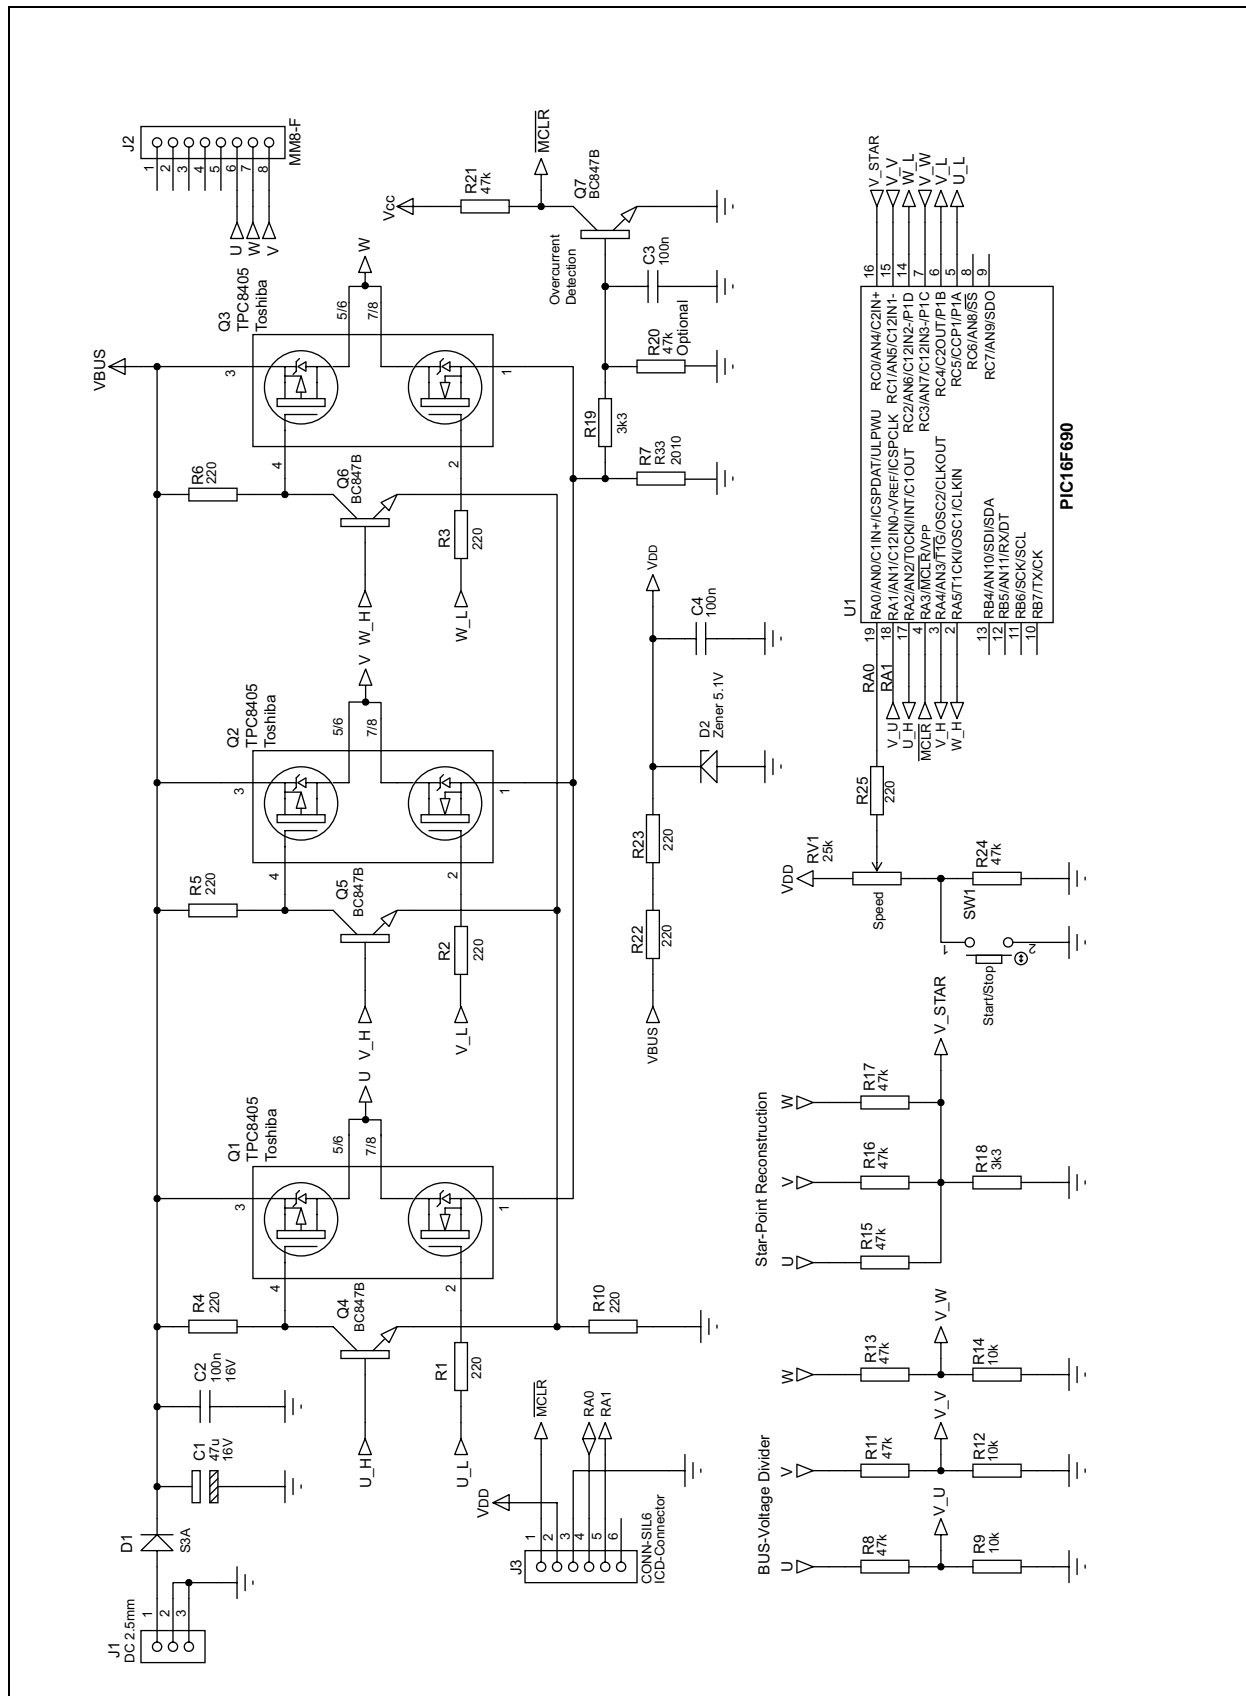 J1
DC 2.5mm
1
2
3
D1
S3A
C1
47u
16V
C2
100n
16V
R4
220
Q4
BC847B
U_H
R1
220
U_L
4
2
3
1
Q1
TPC8405
Toshiba
5/6
7/8
U
R10
220
R5
220
Q5
BC847B
V_H
R2
220
V_L
4
2
3
1
Q2
TPC8405
Toshiba
5/6
7/8
V
R6
220
Q6
BC847B
W_H
R3
220
W_L
4
2
3
1
Q3
TPC8405
Toshiba
5/6
7/8
W
VBUS
J2
1
2
3
4
5
6
7
8
MM8-F
U
W
V
Vcc
R21
47k
MCLR
Q7
BC847B
Overcurrent
Detection
C3
100n
R20
47k
Optional
R19
3k3
R7
R33
2010
J3
1
2
3
4
5
6
CONN-SIL6
ICD-Connector
VDD
MCLR
RA0
RA1
VBUS
R22
220
R23
220
D2
Zener 5.1V
C4
100n
VDD
BUS-Voltage Divider
U
R8
47k
V_U
R9
10k
V
R11
47k
V_V
R12
10k
W
R13
47k
V_W
R14
10k
Star-Point Reconstruction
U
R15
47k
V
R16
47k
W
R17
47k
V_STAR
R18
3k3
VDD
RV1
25k
Speed
R25
220
SW1
1
2
Start/Stop
R24
47k
RA0
RA1
V_U
U_H
MCLR
V_H
W_H
U1
19 RA0/AN0/C1IN+/ICSPDAT/ULPWU
18 RA1/AN1/C12IN0-/VREF/ICSPCLK
17 RA2/AN2/T0CKI/INT/C1OUT
4 RA3/MCLR/VPP
3 RA4/AN3/T1G/OSC2/CLKOUT
2 RA5/T1CKI/OSC1/CLKIN
13 RB4/AN10/SDI/SDA
12 RB5/AN11/RX/DT
11 RB6/SCK/SCL
10 RB7/TX/CK
RC0/AN4/C2IN+ 16 V_STAR
RC1/AN5/C12IN1- 15 V_V
RC2/AN6/C12IN2-/P1D 14 W_L
RC3/AN7/C12IN3-/P1C 7 V_W
RC4/C2OUT/P1B 6 V_L
RC5/CCP1/P1A 5 U_L
RC6/AN8/SS 8
RC7/AN9/SDO 9
PIC16F690